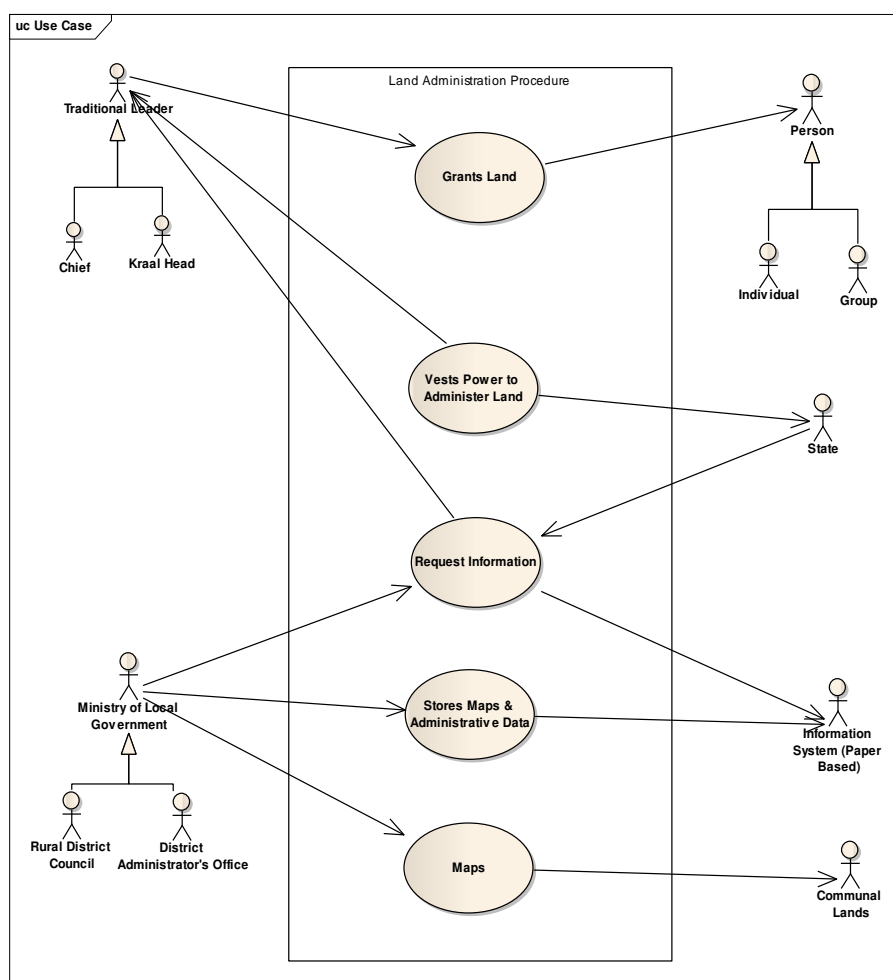 uc Use Case
Land Administration Procedure
Traditional Leader
Person
Grants Land
Chief
Kraal Head
Individual
Group
Vests Power to
Administer Land
State
Request Information
Ministry of Local
Government
Stores Maps &
Administrative Data
Information
System (Paper
Based)
Rural District
Council
District
Administrator's Office
Maps
Communal
Lands